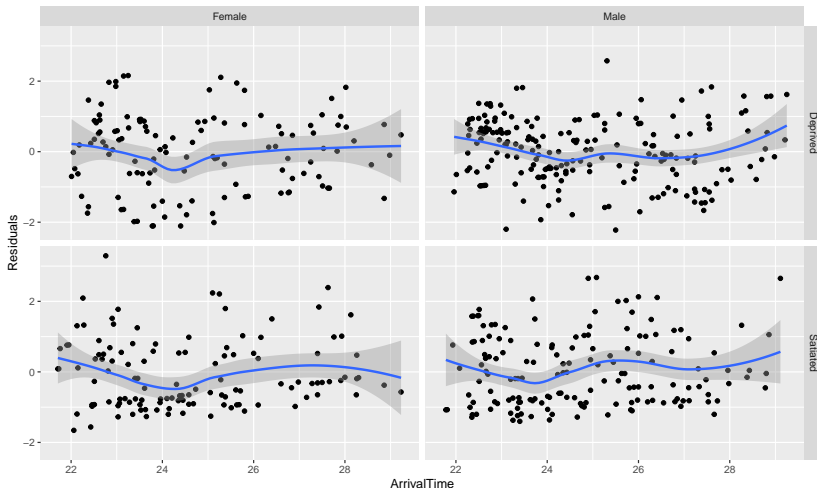 Female
Male
2
0
−2
Deprived
2
0
−2
Satiated
22
24
26
28
22
24
26
28
Residuals
ArrivalTime